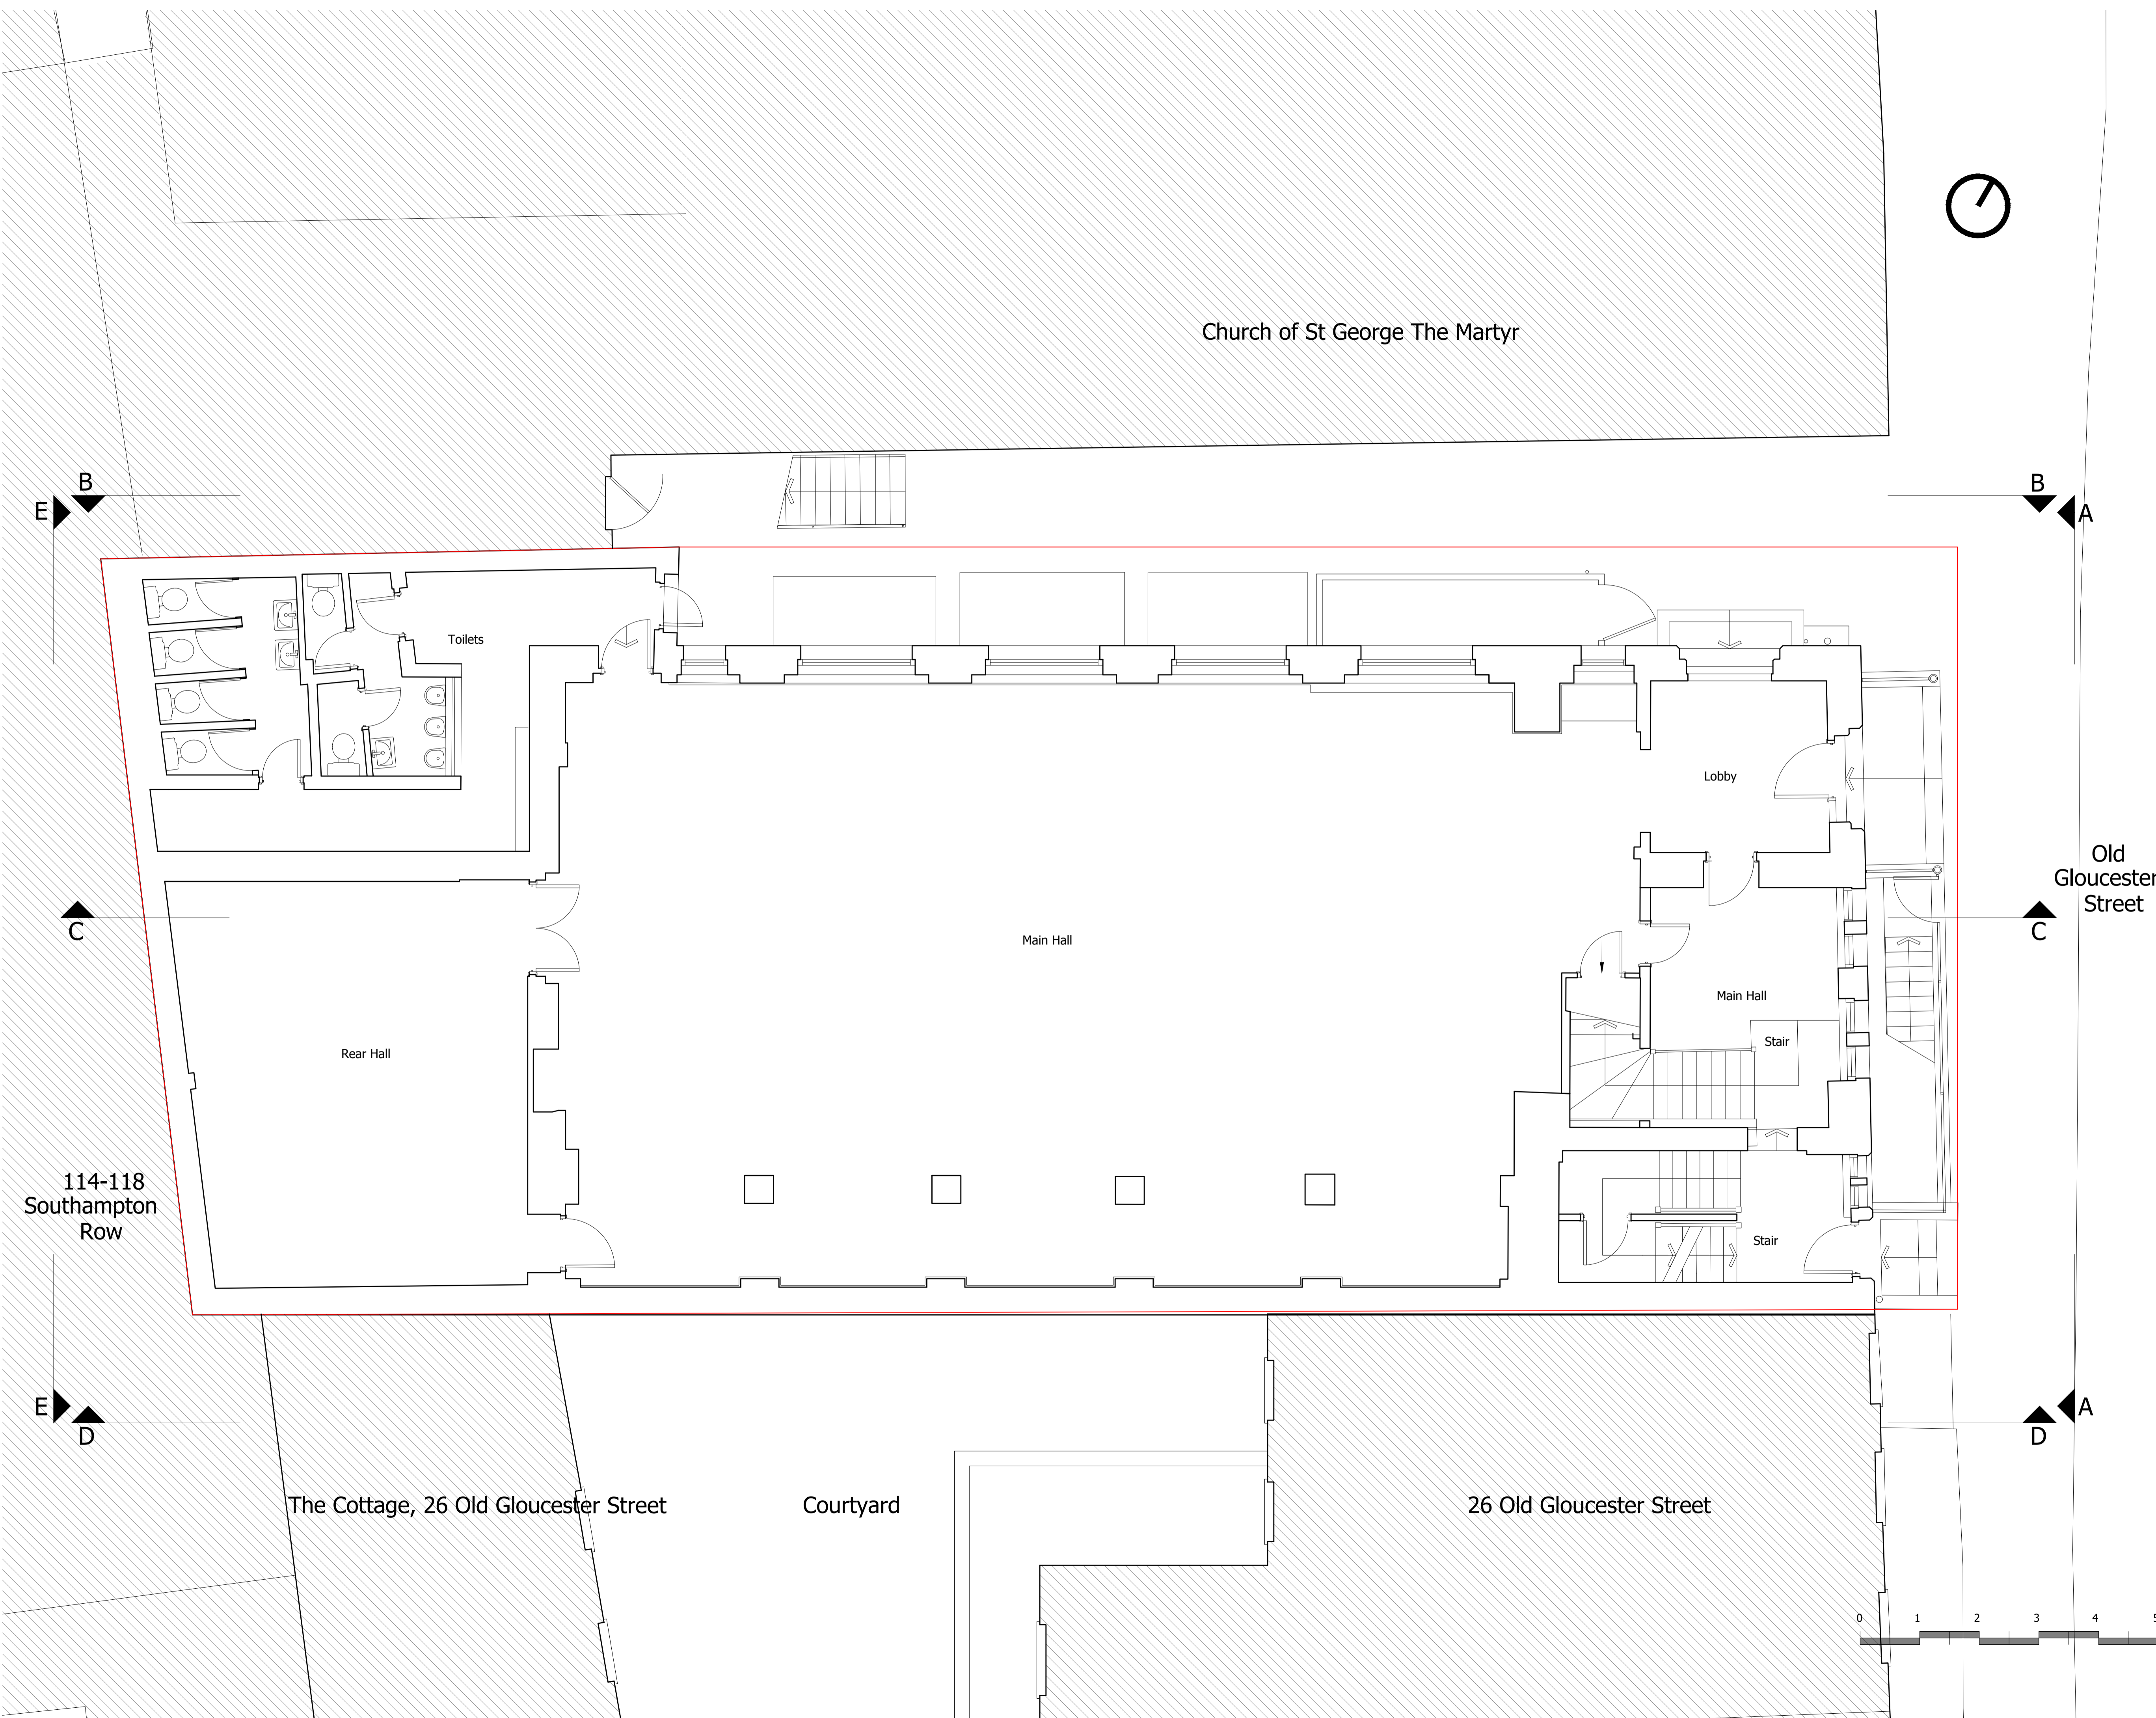 Church of St George The Martyr
B
B
E
A
Toilets
Lobby
Old
Gloucester
Street
C
C
Main Hall
Main Hall
Stair
Rear Hall
114-118
Southampton
Row
Stair
E
A
D
D
The Cottage, 26 Old Gloucester Street
Courtyard
26 Old Gloucester Street
0 1 2 3 4 5